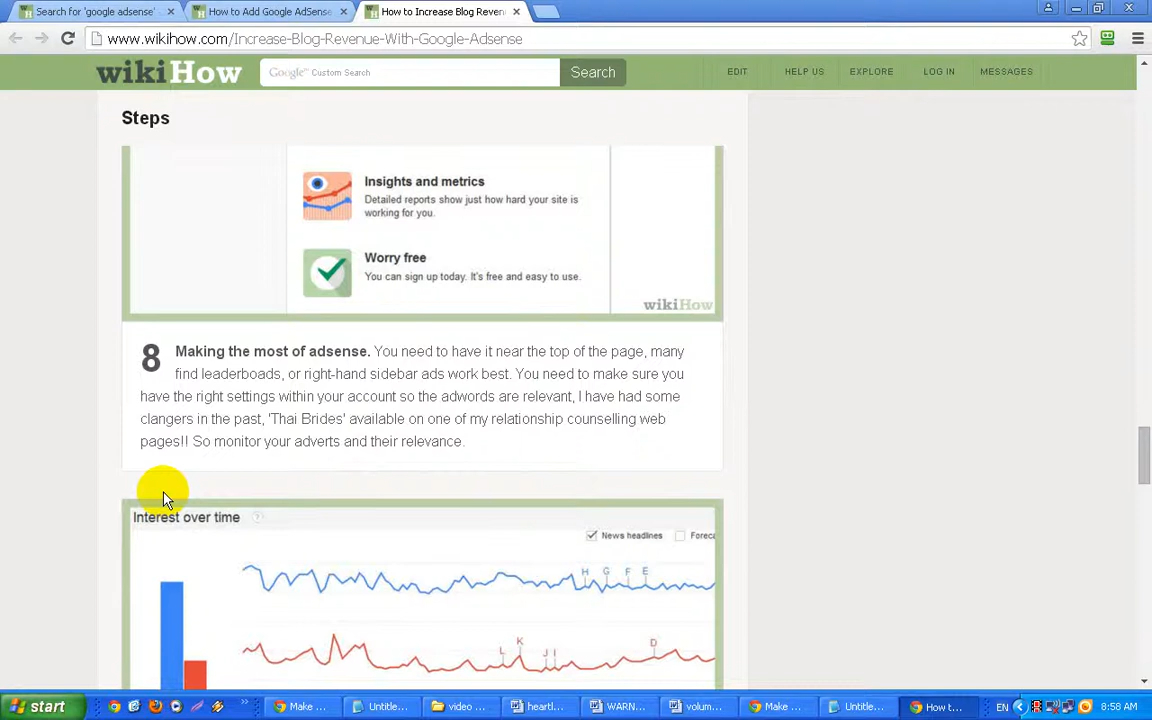 Search for 'google adsense'
How to Add Google AdSense
How to Increase Blog Reven
www.wikihow.com/Increase-Blog-Revenue-With-Google-Adsense
wikiHow
Google™ Custom Search
Search
EDIT
HELP US
EXPLORE
LOG IN
MESSAGES
Steps
Insights and metrics
Detailed reports show just how hard your site is
working for you.
Worry free
You can sign up today. It's free and easy to use.
wikiHow
8 Making the most of adsense. You need to have it near the top of the page, many
find leaderboards, or right-hand sidebar ads work best. You need to make sure you
have the right settings within your account so the adwords are relevant, I have had some
clangers in the past, 'Thai Brides' available on one of my relationship counselling web
pages!! So monitor your adverts and their relevance.
Interest over time ?
News headlines
Foreca
H G F E
L K J I D
start
Make ...
Untitle...
video ...
heartl...
WARN...
volum...
Make ...
Untitle...
How t...
EN
8:58 AM